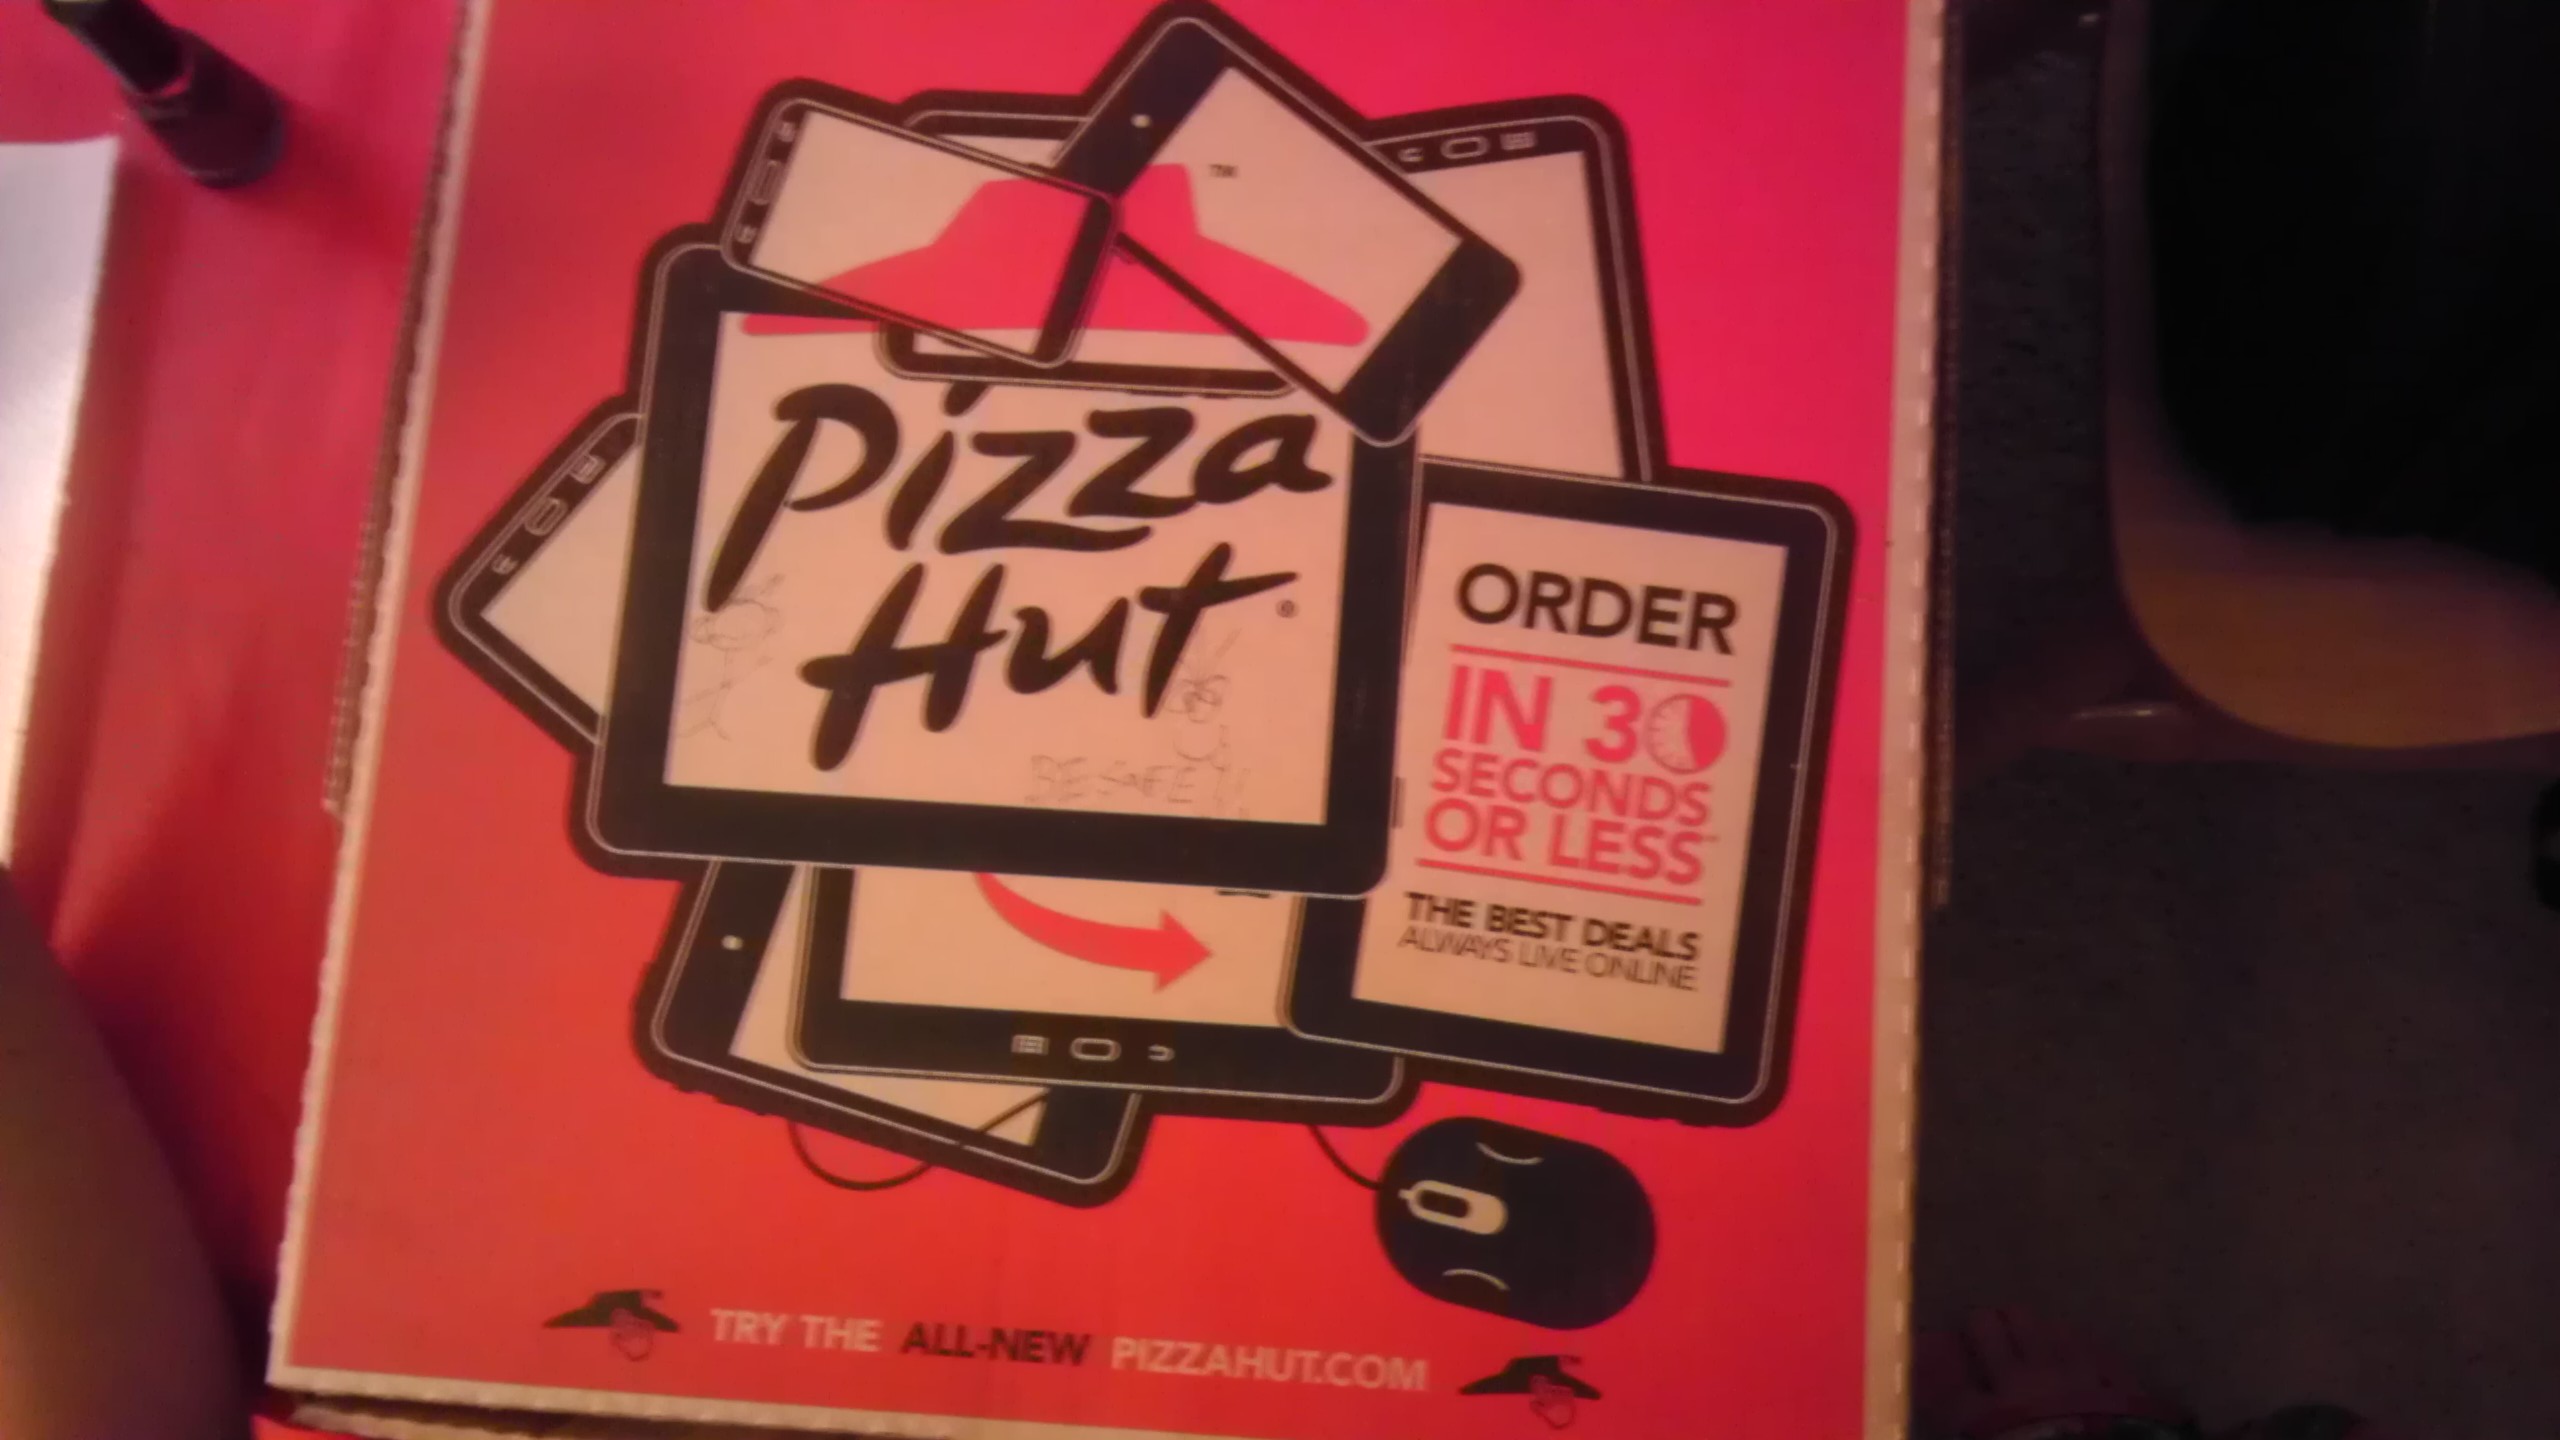 TM
Pizza
Hut®
BE SAFE!!
ORDER
IN 30
SECONDS
OR LESS
THE BEST DEALS
ALWAYS LIVE ONLINE
TRY THE ALL-NEW PIZZAHUT.COM